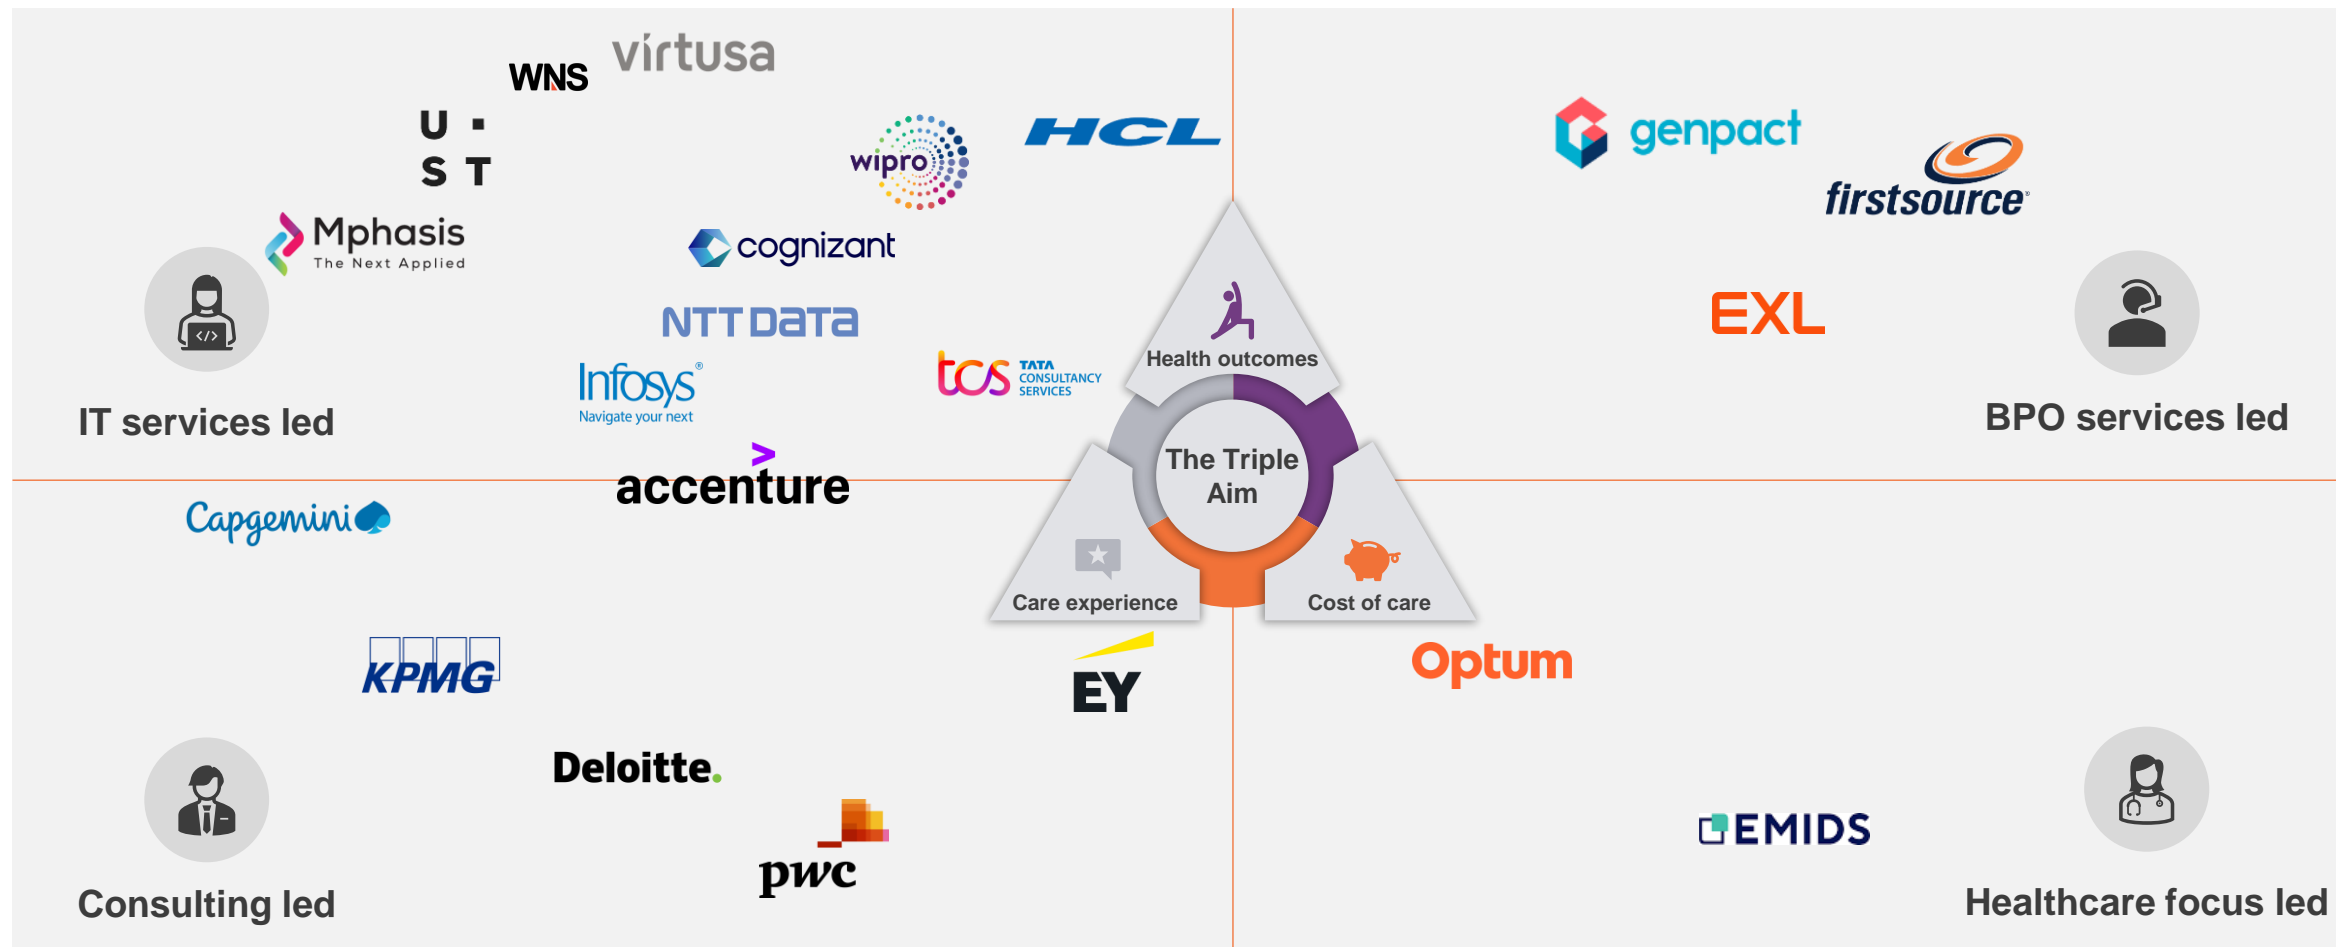 virtusa
WNS
U
ST
wipro
HCL
Mphasis
The Next Applied
cognizant
NTT DATA
Infosys®
Navigate your next
tcs TATA
CONSULTANCY
SERVICES
accenture
IT services led
genpact
firstsource
EXL
BPO services led
Health outcomes
The Triple
Aim
Care experience
Cost of care
Capgemini
KPMG
EY
Deloitte.
pwc
Consulting led
Optum
EMIDS
Healthcare focus led